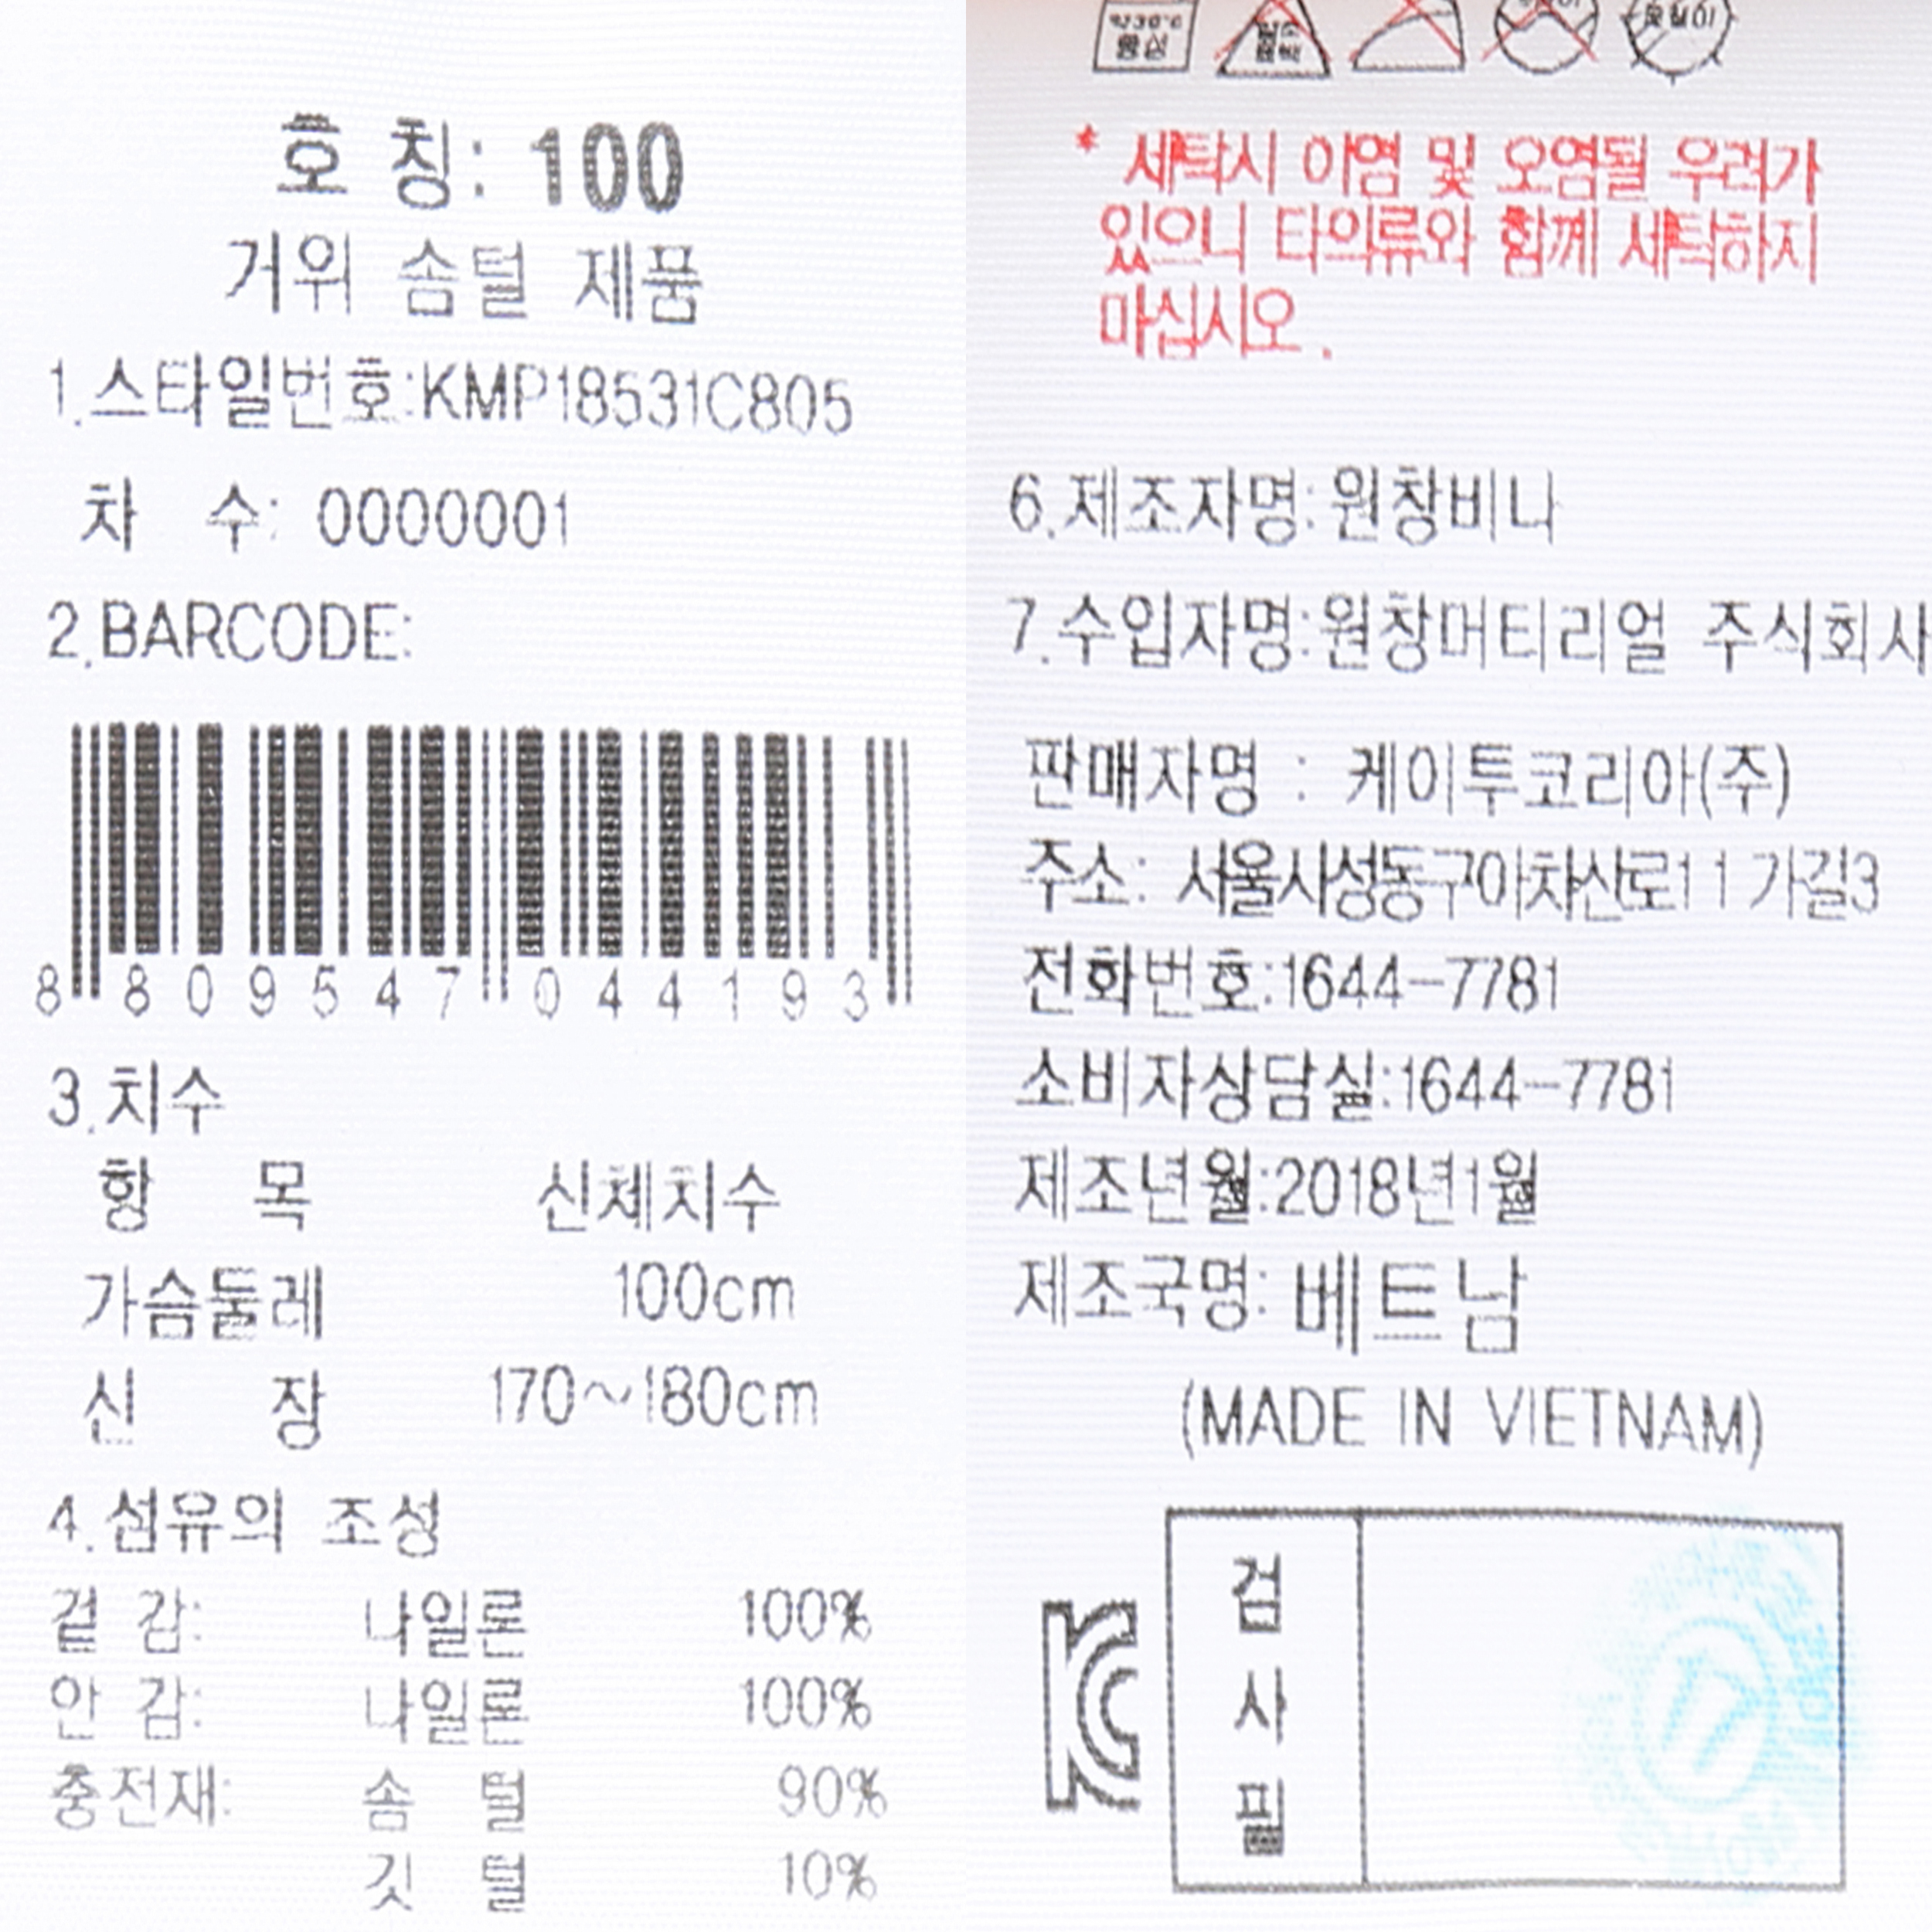 호 칭: 100
거위 솜털 제품
1.스타일번호:KMP18531C805
차 수: 0000001
2.BARCODE:
8 809547 044193
3.치수
항 목 신체치수
가슴둘레 100cm
신 장 170~180cm
4.섬유의 조성
겉 감: 나일론 100%
안 감: 나일론 100%
충전재: 솜 털 90%
깃 털 10%
* 세탁시 이염 및 오염될 우려가
있으니 타의류와 함께 세탁하지
마십시오.
6.제조자명:원창비나
7.수입자명:원창머티리얼 주식회사
판매자명 : 케이투코리아(주)
주소: 서울시성동구아차산로11가길3
전화번호:1644-7781
소비자상담실:1644-7781
제조년월:2018년1월
제조국명: 베트남
(MADE IN VIETNAM)
KC
검
사
필